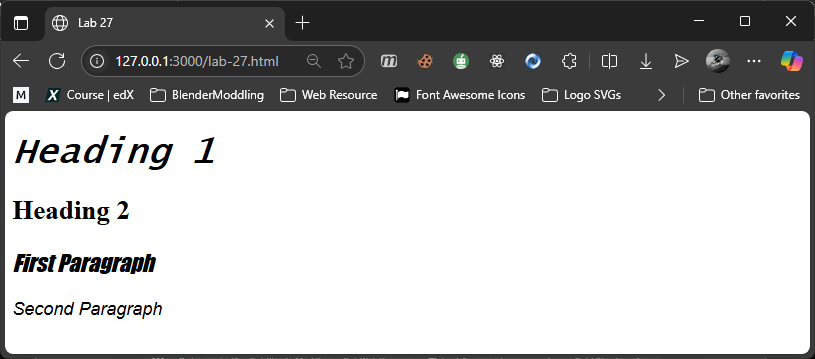 Lab 27
127.0.0.1:3000/lab-27.html
M Course | edX BlenderModdling Web Resource Font Awesome Icons Logo SVGs Other favorites
Heading 1
Heading 2
First Paragraph
Second Paragraph